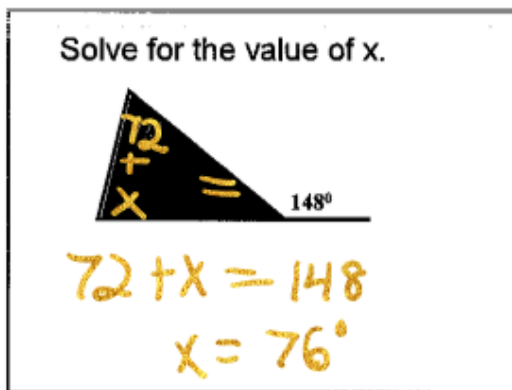 Solve for the value of x.
72
+
x =
148⁰
72 + x = 148
x = 76°